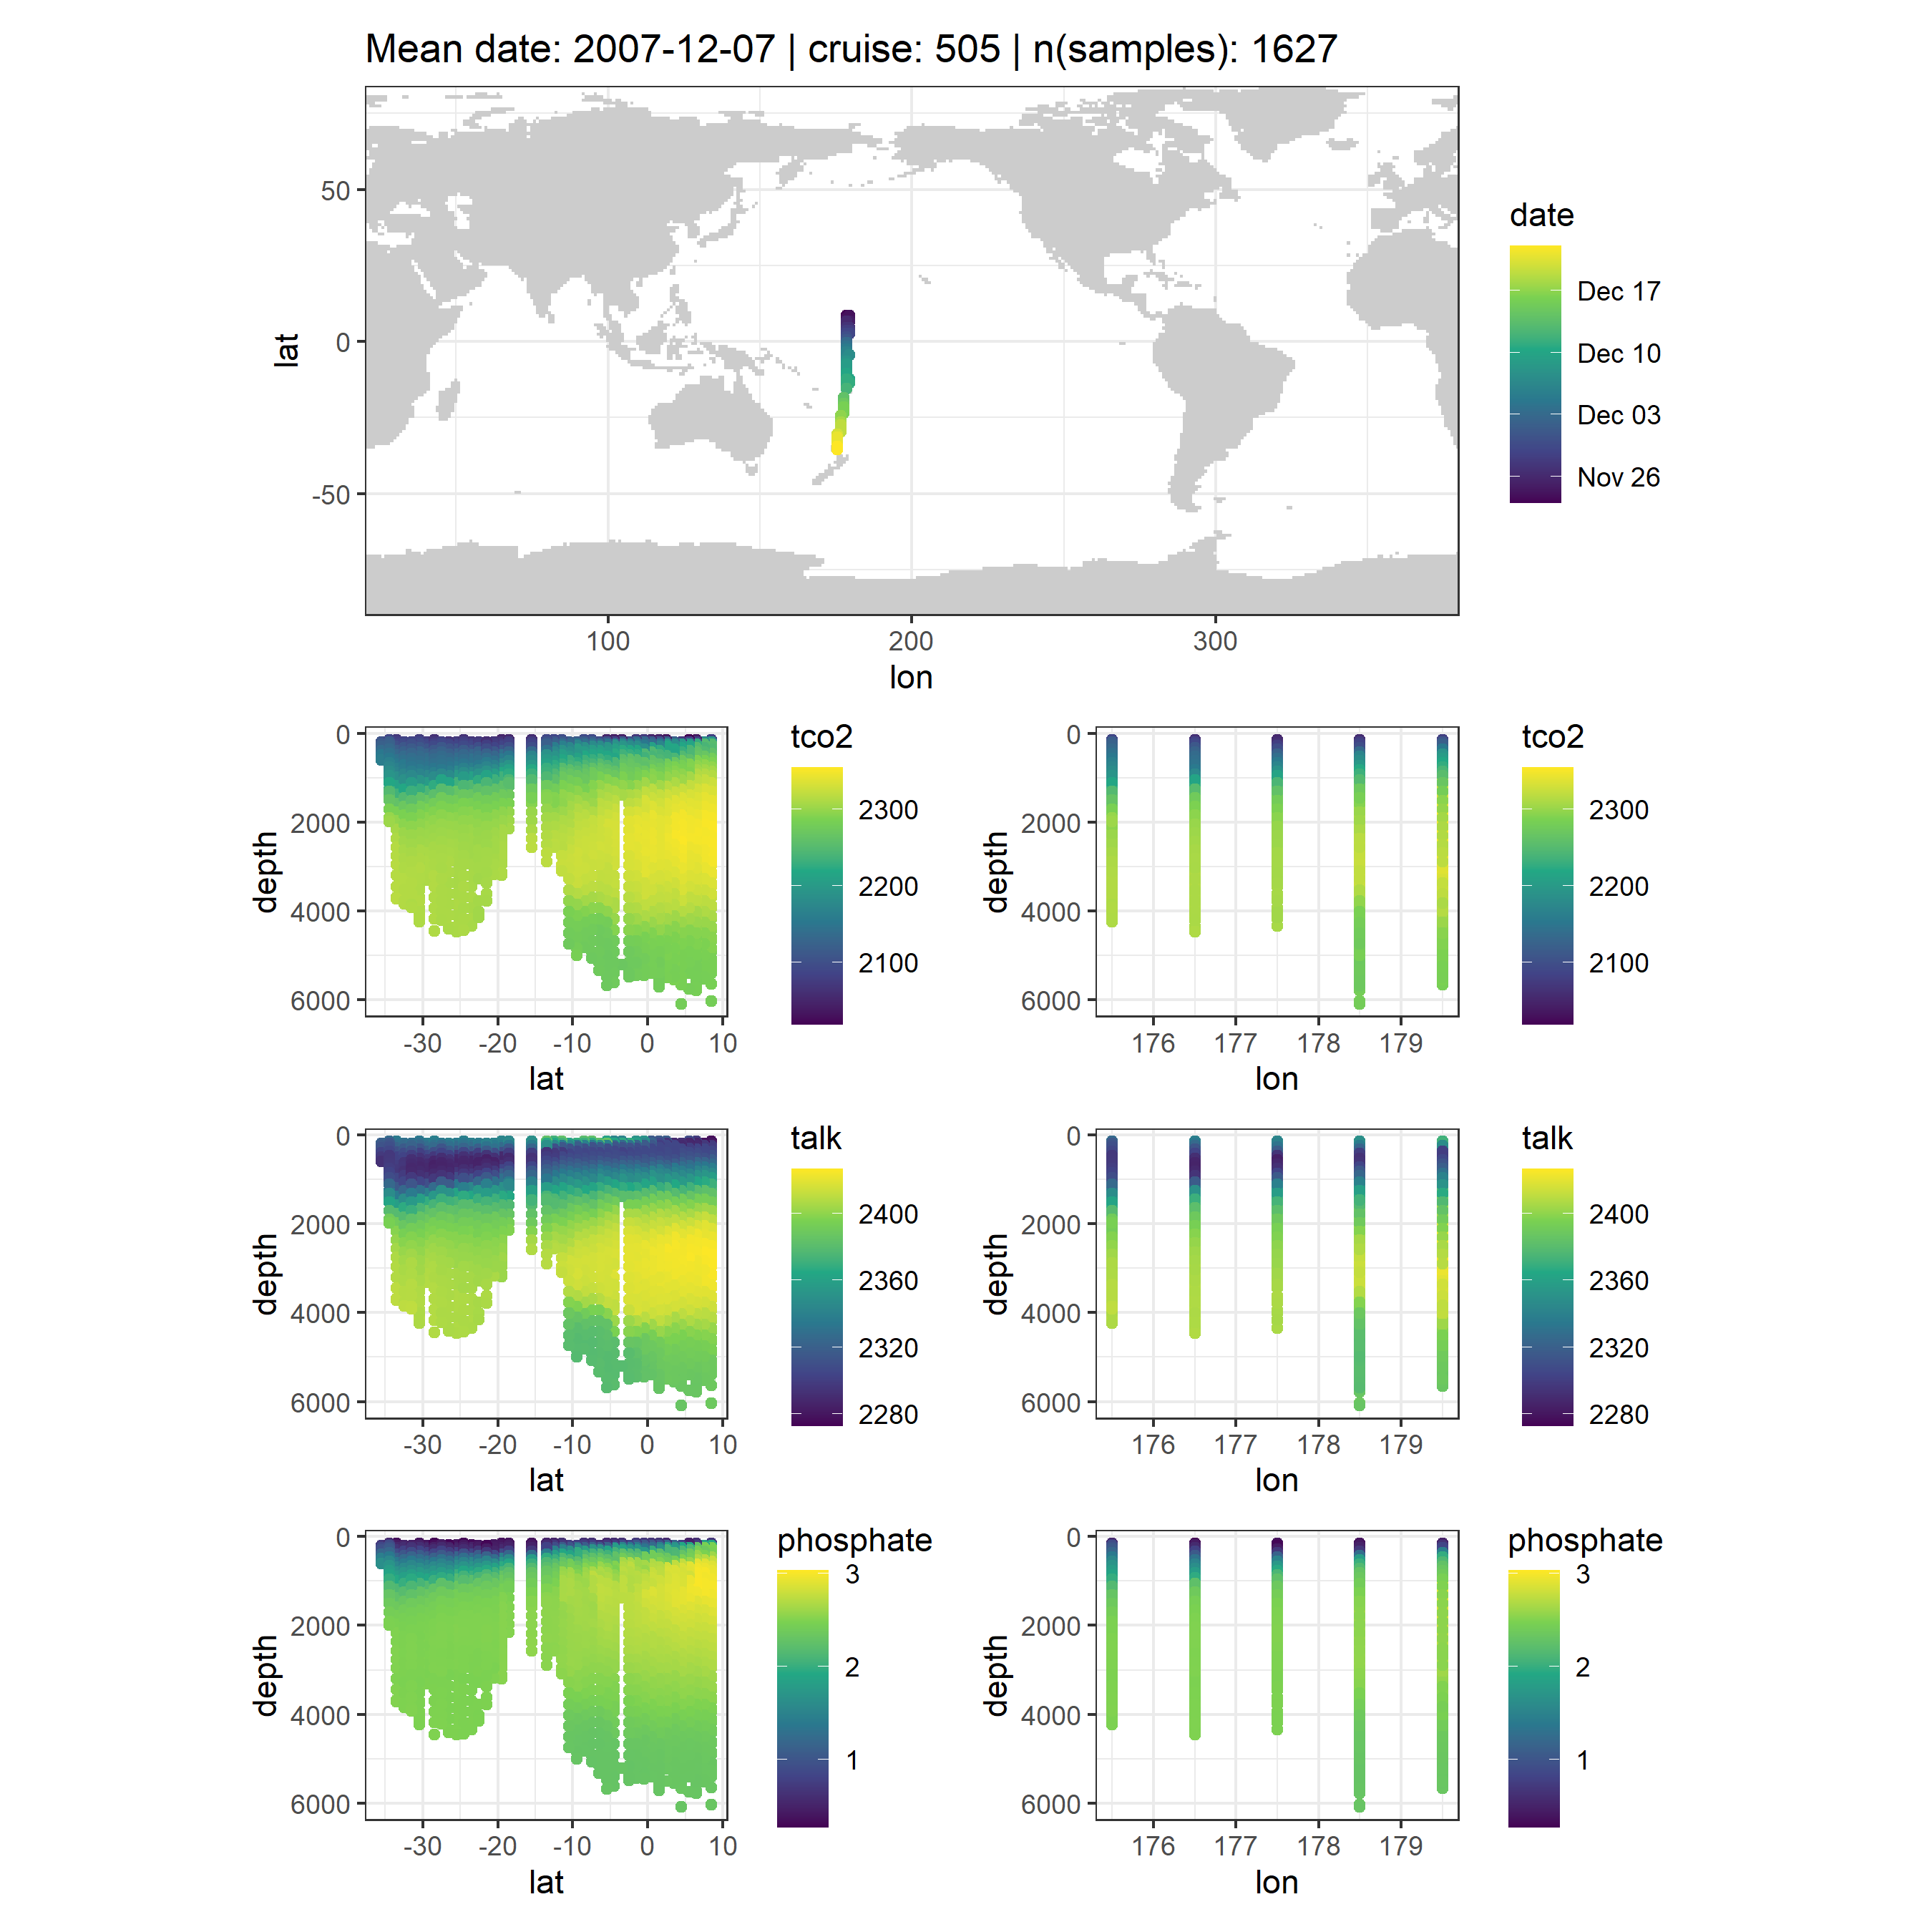 Mean date: 2007-12-07 | cruise: 505 | n(samples): 1627
50
0
-50
lat
100
200
300
lon
date
Dec 17
Dec 10
Dec 03
Nov 26
0
2000
4000
6000
depth
-30
-20
-10
0
10
lat
tco2
2300
2200
2100
0
2000
4000
6000
depth
176
177
178
179
lon
tco2
2300
2200
2100
0
2000
4000
6000
depth
-30
-20
-10
0
10
lat
talk
2400
2360
2320
2280
0
2000
4000
6000
depth
176
177
178
179
lon
talk
2400
2360
2320
2280
0
2000
4000
6000
depth
-30
-20
-10
0
10
lat
phosphate
3
2
1
0
2000
4000
6000
depth
176
177
178
179
lon
phosphate
3
2
1